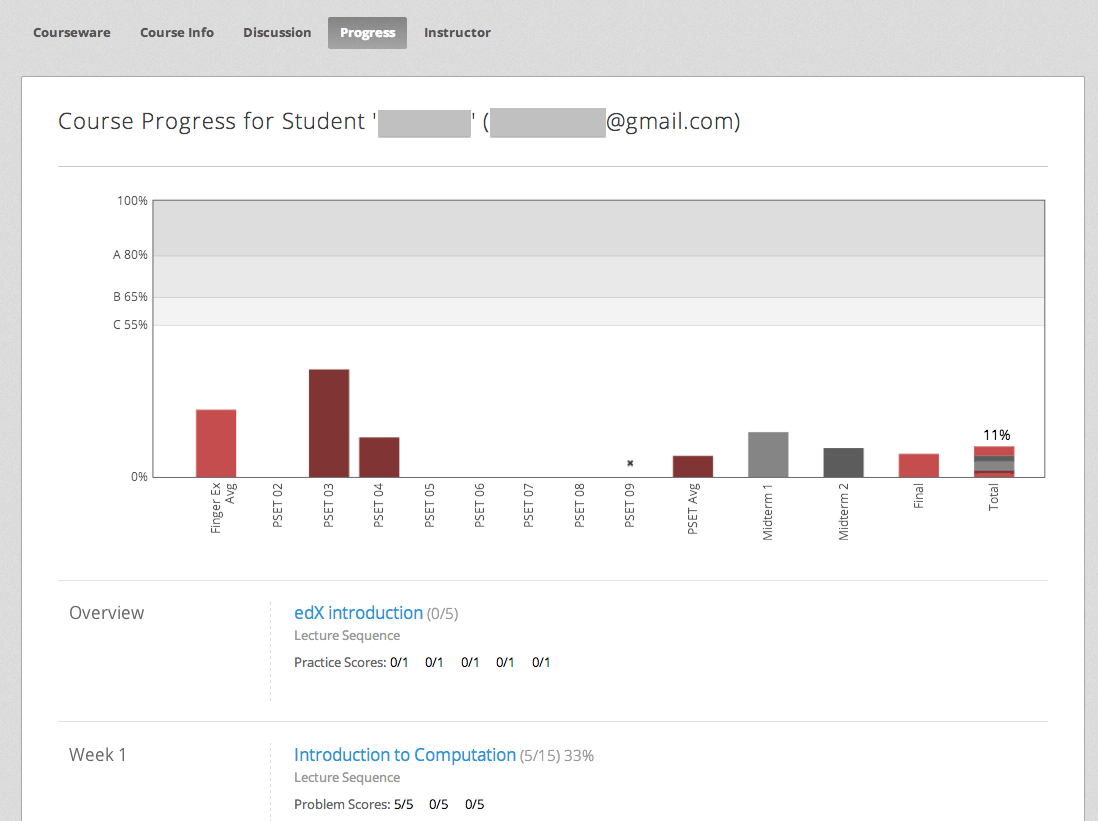 Courseware Course Info Discussion Progress Instructor
Course Progress for Student ' ' ( @gmail.com)
100%
A 80%
B 65%
C 55%
11%
0%
Finger Ex Avg
PSET 02
PSET 03
PSET 04
PSET 05
PSET 06
PSET 07
PSET 08
PSET 09
PSET Avg
Midterm 1
Midterm 2
Final
Total
Overview
edX introduction (0/5)
Lecture Sequence
Practice Scores: 0/1 0/1 0/1 0/1 0/1
Week 1
Introduction to Computation (5/15) 33%
Lecture Sequence
Problem Scores: 5/5 0/5 0/5